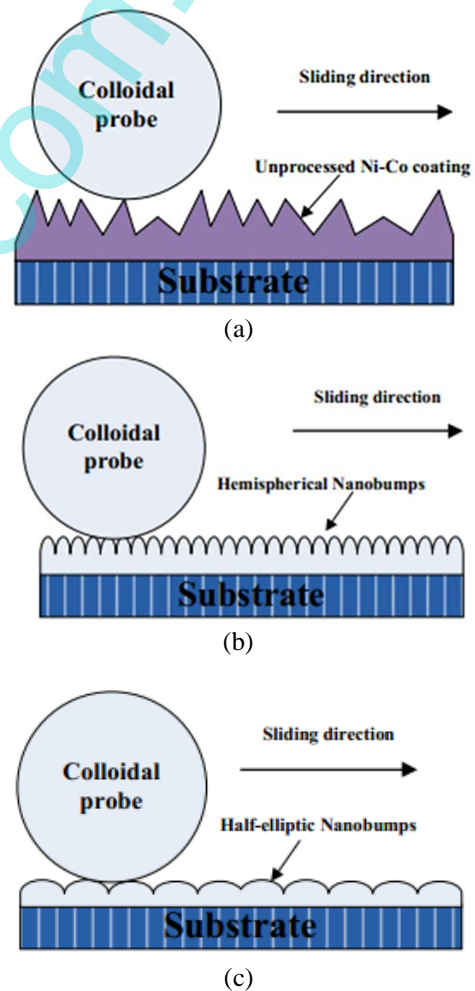 com.
Colloidal
probe
Sliding direction
Unprocessed Ni-Co coating
Substrate
(a)
Colloidal
probe
Sliding direction
Hemispherical Nanobumps
Substrate
(b)
Colloidal
probe
Sliding direction
Half-elliptic Nanobumps
Substrate
(c)